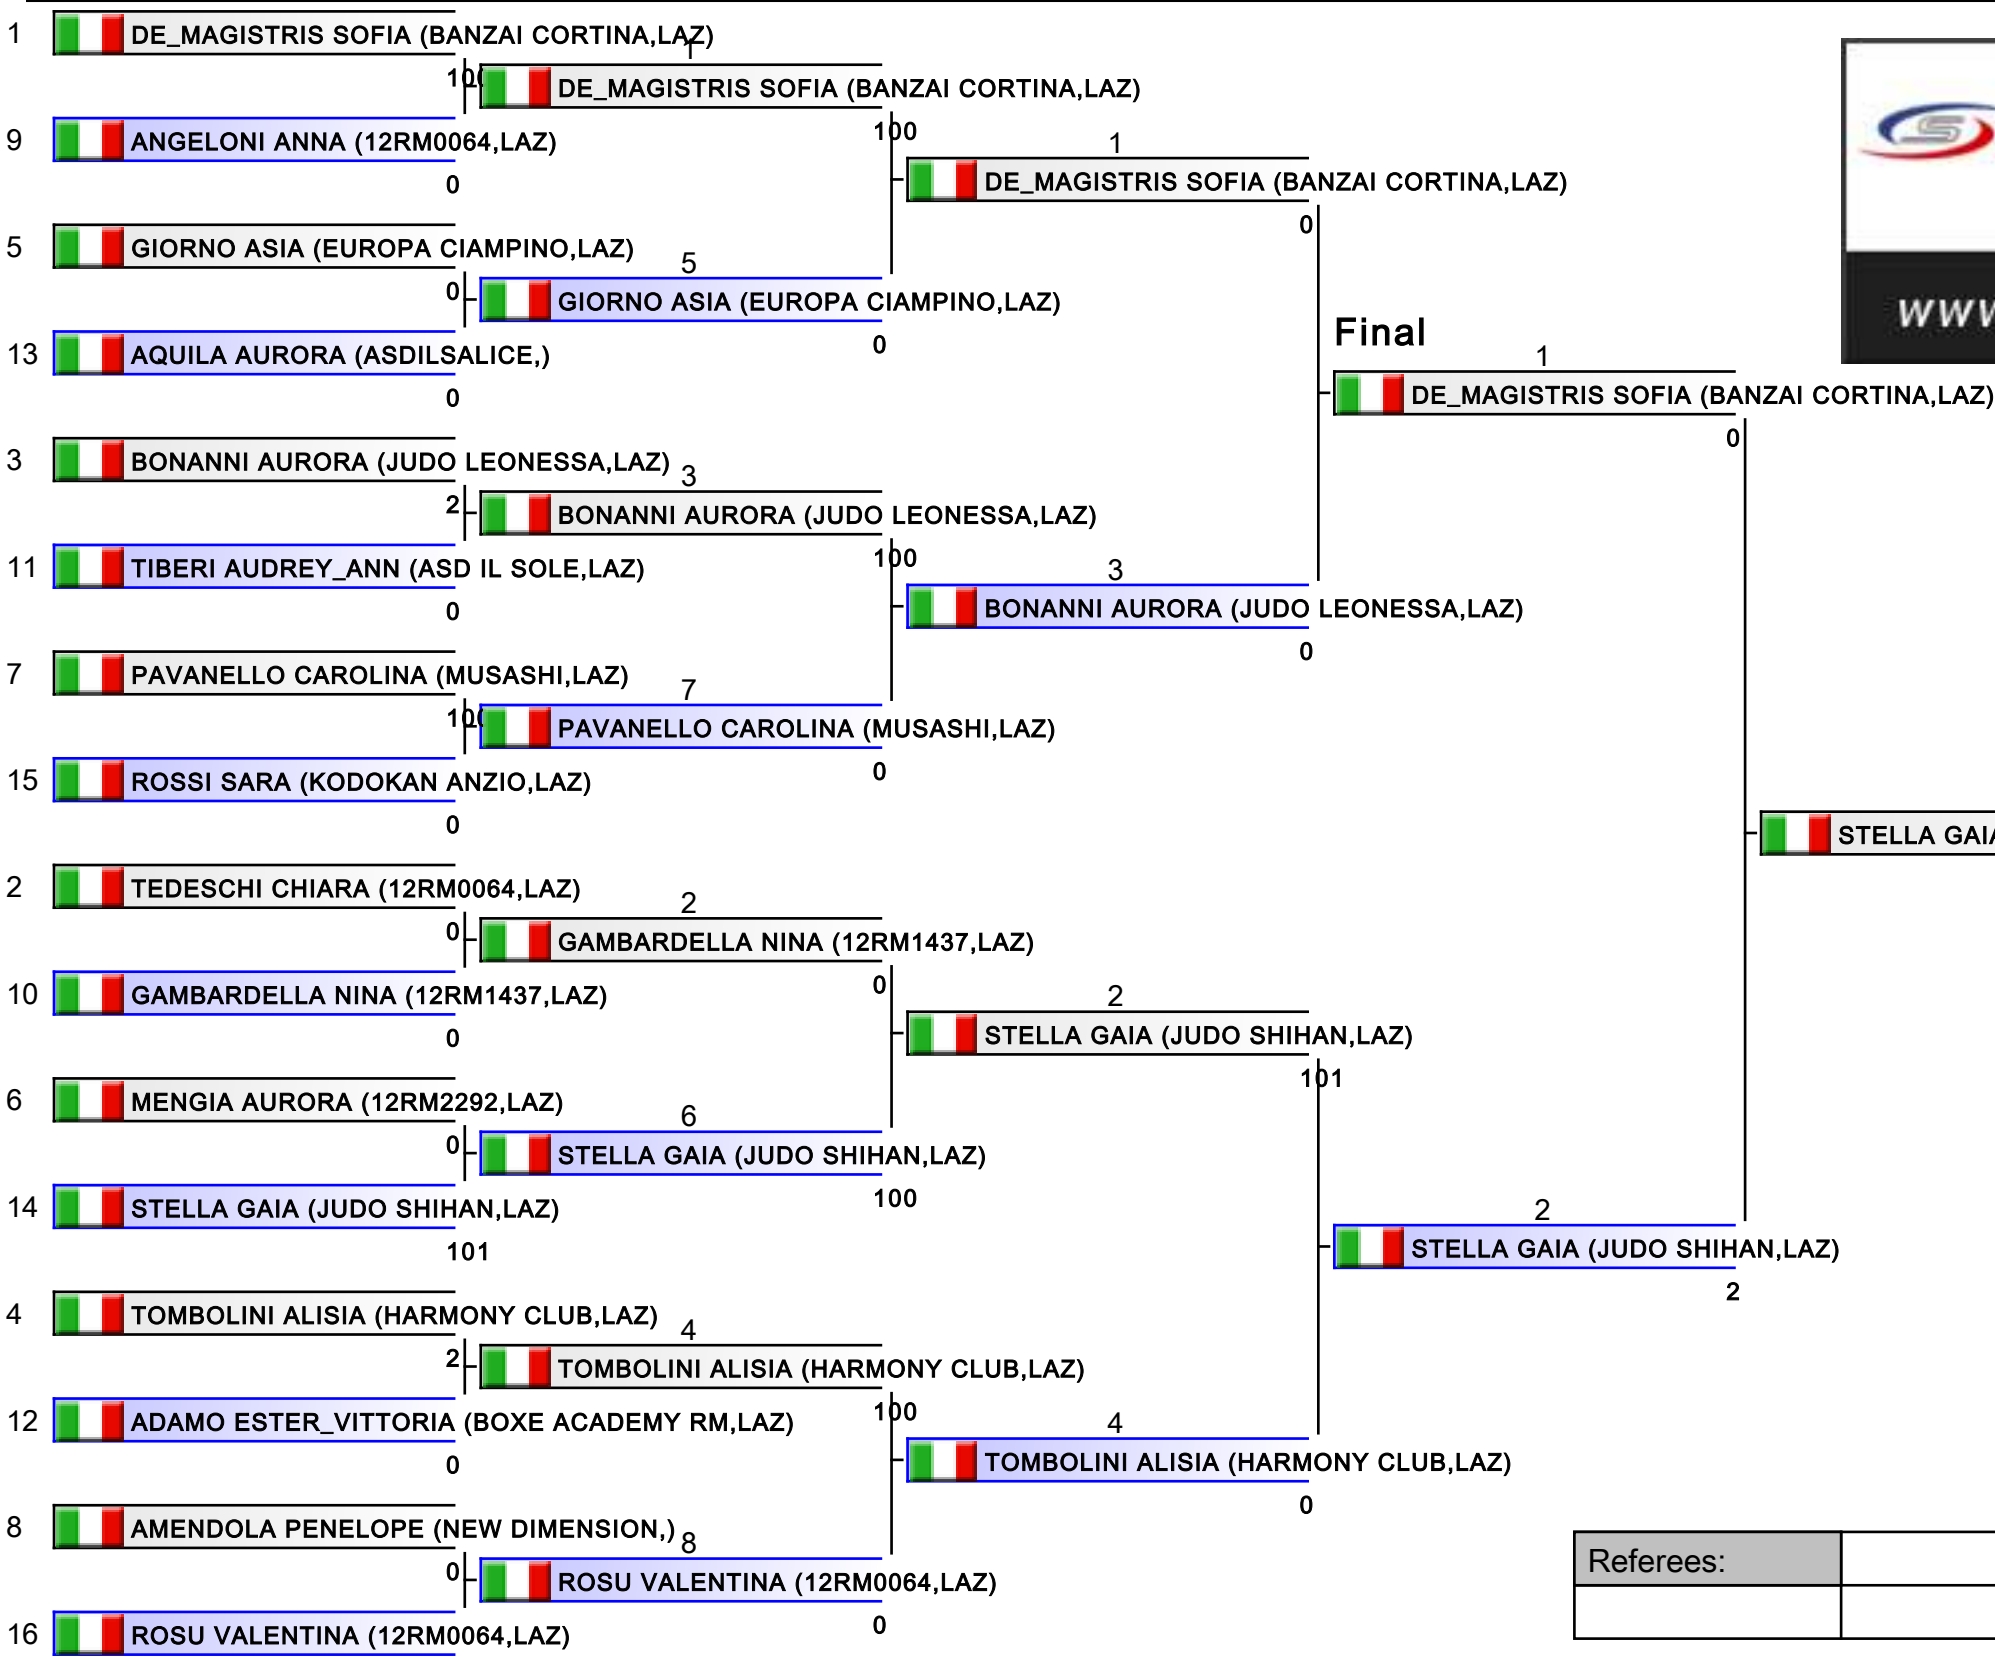 1 DE_MAGISTRIS SOFIA (BANZAI CORTINA,LAZ)
100
9 ANGELONI ANNA (12RM0064,LAZ)
0
5 GIORNO ASIA (EUROPA CIAMPINO,LAZ)
0
13 AQUILA AURORA (ASDILSALICE,)
0
3 BONANNI AURORA (JUDO LEONESSA,LAZ)
2
11 TIBERI AUDREY_ANN (ASD IL SOLE,LAZ)
0
7 PAVANELLO CAROLINA (MUSASHI,LAZ)
100
15 ROSSI SARA (KODOKAN ANZIO,LAZ)
0
2 TEDESCHI CHIARA (12RM0064,LAZ)
0
10 GAMBARDELLA NINA (12RM1437,LAZ)
0
6 MENGIA AURORA (12RM2292,LAZ)
0
14 STELLA GAIA (JUDO SHIHAN,LAZ)
101
4 TOMBOLINI ALISIA (HARMONY CLUB,LAZ)
2
12 ADAMO ESTER_VITTORIA (BOXE ACADEMY RM,LAZ)
0
8 AMENDOLA PENELOPE (NEW DIMENSION,)
0
16 ROSU VALENTINA (12RM0064,LAZ)
1
DE_MAGISTRIS SOFIA (BANZAI CORTINA,LAZ)
100
5
GIORNO ASIA (EUROPA CIAMPINO,LAZ)
0
3
BONANNI AURORA (JUDO LEONESSA,LAZ)
100
7
PAVANELLO CAROLINA (MUSASHI,LAZ)
0
2
GAMBARDELLA NINA (12RM1437,LAZ)
0
6
STELLA GAIA (JUDO SHIHAN,LAZ)
100
4
TOMBOLINI ALISIA (HARMONY CLUB,LAZ)
100
8
ROSU VALENTINA (12RM0064,LAZ)
0
1
DE_MAGISTRIS SOFIA (BANZAI CORTINA,LAZ)
0
3
BONANNI AURORA (JUDO LEONESSA,LAZ)
0
2
STELLA GAIA (JUDO SHIHAN,LAZ)
101
4
TOMBOLINI ALISIA (HARMONY CLUB,LAZ)
0
Final
1
DE_MAGISTRIS SOFIA (BANZAI CORTINA,LAZ)
0
2
STELLA GAIA (JUDO SHIHAN,LAZ)
2
STELLA GAIA
S
www
Referees: